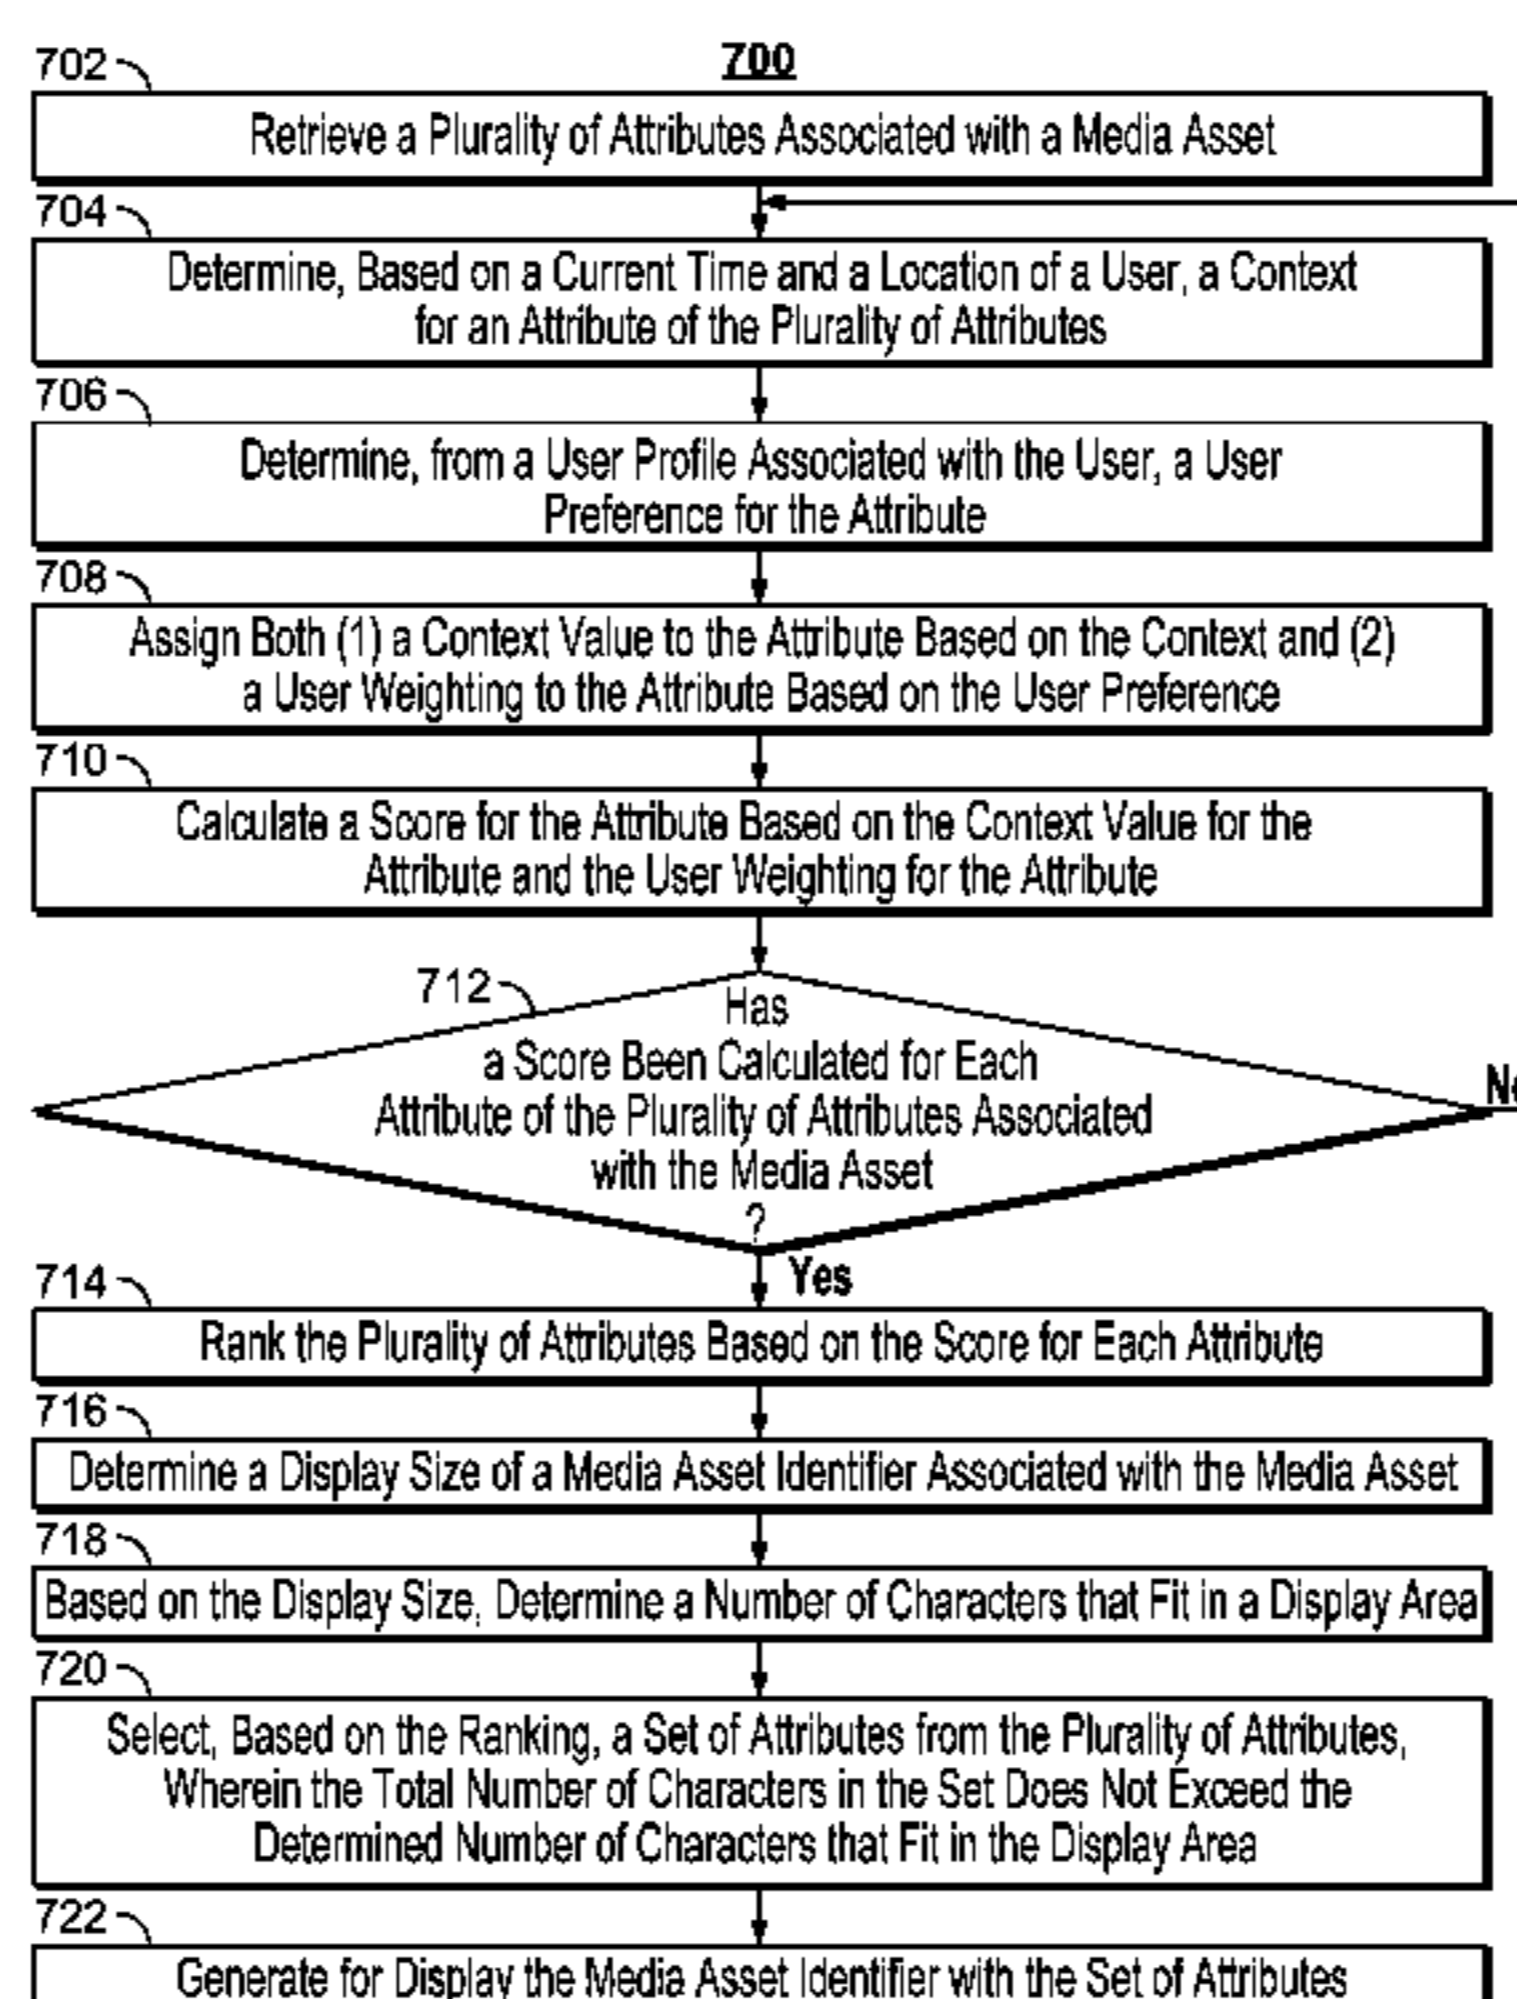 700
702
Retrieve a Plurality of Attributes Associated with a Media Asset
704
Determine, Based on a Current Time and a Location of a User, a Context
for an Attribute of the Plurality of Attributes
706
Determine, from a User Profile Associated with the User, a User
Preference for the Attribute
708
Assign Both (1) a Context Value to the Attribute Based on the Context and (2)
a User Weighting to the Attribute Based on the User Preference
710
Calculate a Score for the Attribute Based on the Context Value for the
Attribute and the User Weighting for the Attribute
712
Has
a Score Been Calculated for Each
Attribute of the Plurality of Attributes Associated
with the Media Asset
?
Yes
714
Rank the Plurality of Attributes Based on the Score for Each Attribute
716
Determine a Display Size of a Media Asset Identifier Associated with the Media Asset
718
Based on the Display Size, Determine a Number of Characters that Fit in a Display Area
720
Select, Based on the Ranking, a Set of Attributes from the Plurality of Attributes,
Wherein the Total Number of Characters in the Set Does Not Exceed the
Determined Number of Characters that Fit in the Display Area
722
Generate for Display the Media Asset Identifier with the Set of Attributes